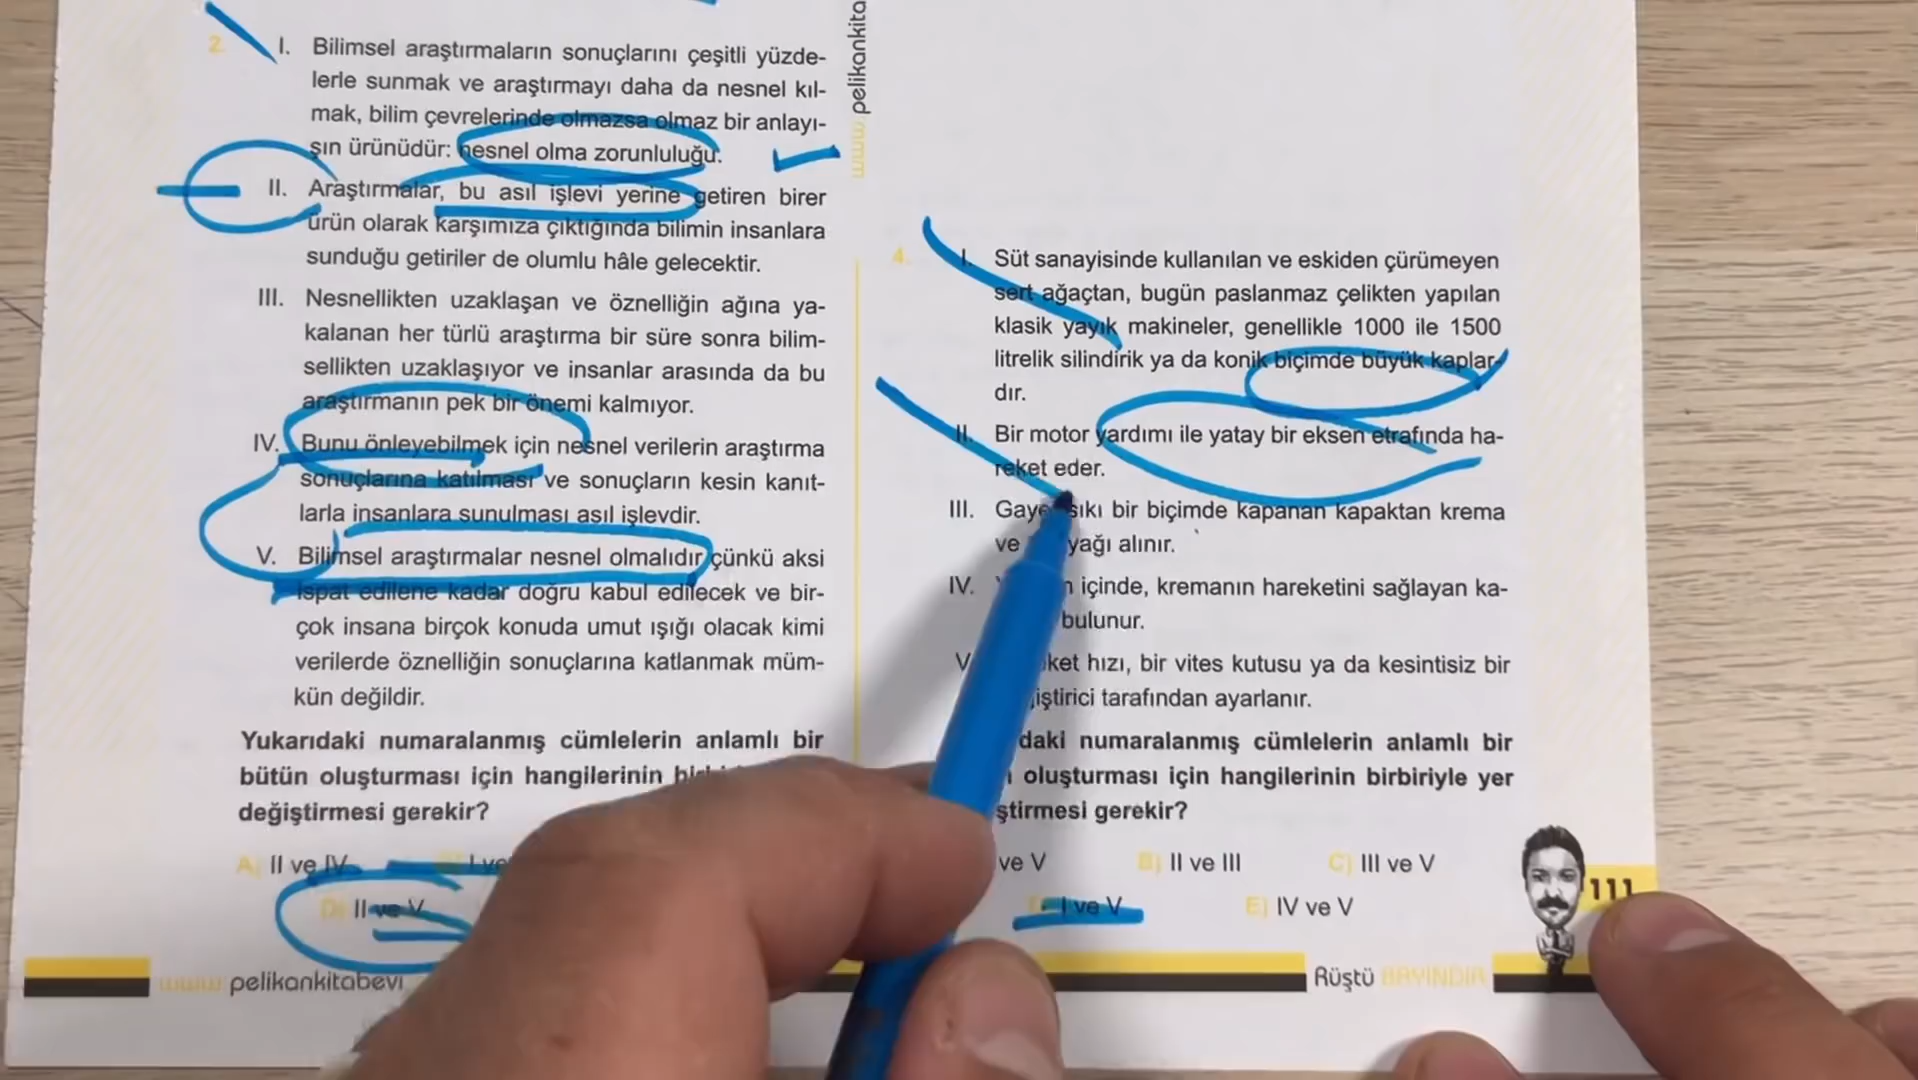 2.
I. Bilimsel araştırmaların sonuçlarını çeşitli yüzde-
lerle sunmak ve araştırmayı daha da nesnel kıl-
mak, bilim çevrelerinde olmazsa olmaz bir anlayı-
şın ürünüdür: nesnel olma zorunluluğu.
II. Araştırmalar, bu asıl işlevi yerine getiren birer
ürün olarak karşımıza çıktığında bilimin insanlara
sunduğu getiriler de olumlu hâle gelecektir.
III. Nesnellikten uzaklaşan ve öznelliğin ağına ya-
kalanan her türlü araştırma bir süre sonra bilim-
sellikten uzaklaşıyor ve insanlar arasında da bu
araştırmanın pek bir önemi kalmıyor.
IV. Bunu önleyebilmek için nesnel verilerin araştırma
sonuçlarına katılması ve sonuçların kesin kanıt-
larla insanlara sunulması asıl işlevdir.
V. Bilimsel araştırmalar nesnel olmalıdır çünkü aksi
ispat edilene kadar doğru kabul edilecek ve bir-
çok insana birçok konuda umut ışığı olacak kimi
verilerde öznelliğin sonuçlarına katlanmak müm-
kün değildir.
Yukarıdaki numaralanmış cümlelerin anlamlı bir
bütün oluşturması için hangilerinin
değiştirmesi gerekir?
A) II ve IV
I ve
D) II ve V
www.pelikankitabevi
www.pelikankita
4.
I. Süt sanayisinde kullanılan ve eskiden çürümeyen
sert ağaçtan, bugün paslanmaz çelikten yapılan
klasik yayık makineler, genellikle 1000 ile 1500
litrelik silindirik ya da konik biçimde büyük kaplar-
dır.
II. Bir motor yardımı ile yatay bir eksen etrafında ha-
reket eder.
III. Gayet sıkı bir biçimde kapanan kapaktan krema
ve yağı alınır.
IV. içinde, kremanın hareketini sağlayan ka-
bulunur.
V. hızı, bir vites kutusu ya da kesintisiz bir
tarafından ayarlanır.
numaralanmış cümlelerin anlamlı bir
oluşturması için hangilerinin birbiriyle yer
gerekir?
ve V B) II ve III C) III ve V
I ve V E) IV ve V
111
Rüştü BAYINDIR